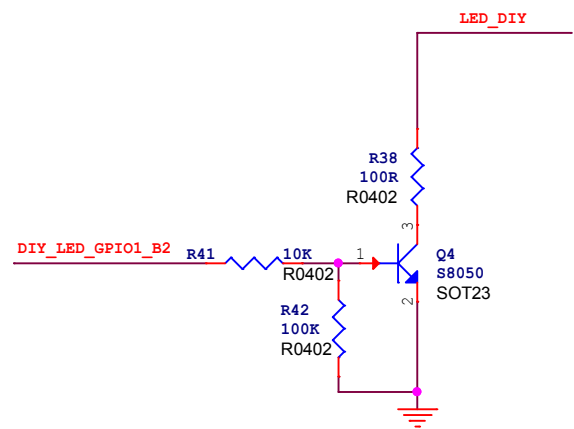 LED_DIY
R38
100R
R0402
3
DIY_LED_GPIO1_B2
R41
10K
R0402
1
Q4
S8050
SOT23
2
R42
100K
R0402